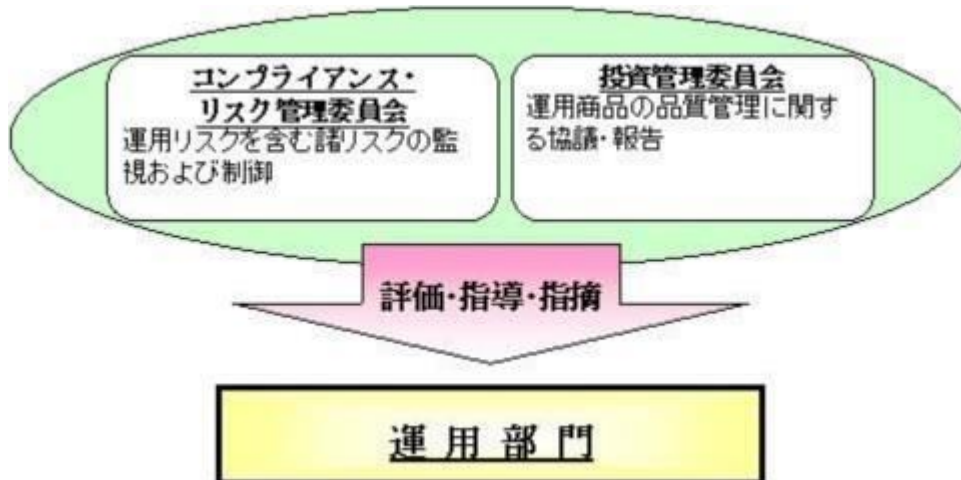 コンプライアンス・
リスク管理委員会
運用リスクを含む諸リスクの監
視および制御
投資管理委員会
運用商品の品質管理に関す
る協議・報告
評価・指導・指摘
運用部門